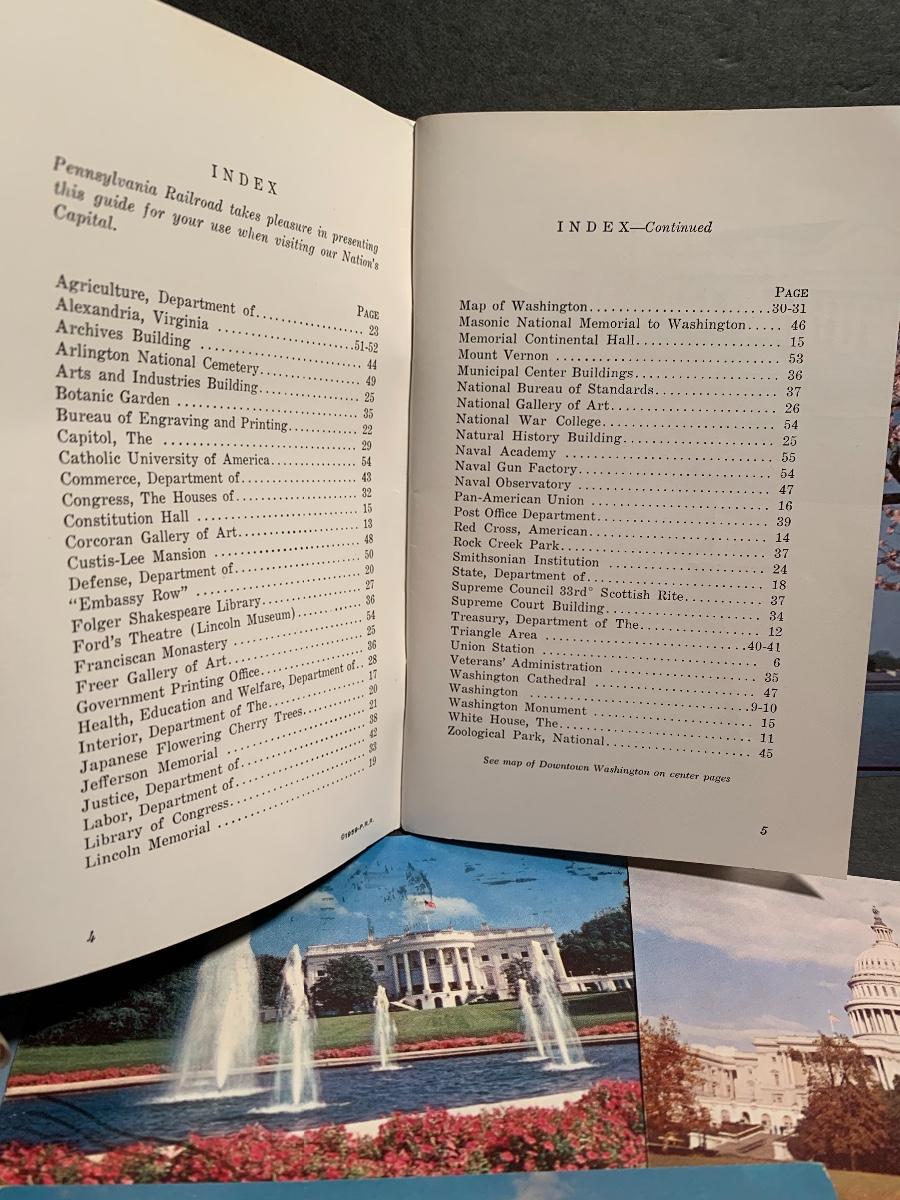 INDEX
Pennsylvania Railroad takes pleasure in presenting
this guide for your use when visiting our Nation's
Capital.
PAGE
Agriculture, Department of.................. 23
Alexandria, Virginia ....................51-52
Archives Building ....................... 44
Arlington National Cemetery............... 49
Arts and Industries Building............... 25
Botanic Garden .......................... 35
Bureau of Engraving and Printing.......... 22
Capitol, The ............................ 29
Catholic University of America............. 54
Commerce, Department of................. 43
Congress, The Houses of.................. 32
Constitution Hall ........................ 15
Corcoran Gallery of Art................... 13
Custis-Lee Mansion ...................... 48
Defense, Department of................... 50
"Embassy Row" ......................... 20
Folger Shakespeare Library................ 27
Ford's Theatre (Lincoln Museum)........... 36
Franciscan Monastery .................... 54
Freer Gallery of Art...................... 25
Government Printing Office................ 36
Health, Education and Welfare, Department of.. 28
Interior, Department of The................ 17
Japanese Flowering Cherry Trees........... 20
Jefferson Memorial ...................... 21
Justice, Department of.................... 38
Labor, Department of..................... 42
Library of Congress...................... 33
Lincoln Memorial ........................ 19
4
INDEX—Continued
PAGE
Map of Washington......................30-31
Masonic National Memorial to Washington..... 46
Memorial Continental Hall.................. 15
Mount Vernon ........................... 53
Municipal Center Buildings................. 36
National Bureau of Standards............... 37
National Gallery of Art.................... 26
National War College...................... 54
Natural History Building................... 25
Naval Academy .......................... 55
Naval Gun Factory........................ 54
Naval Observatory ....................... 47
Pan-American Union ...................... 16
Post Office Department.................... 39
Red Cross, American...................... 14
Rock Creek Park......................... 37
Smithsonian Institution .................... 24
State, Department of...................... 18
Supreme Council 33rd° Scottish Rite......... 37
Supreme Court Building.................... 34
Treasury, Department of The................ 12
Triangle Area .........................40-41
Union Station ........................... 6
Veterans' Administration .................. 35
Washington Cathedral .................... 47
Washington ...........................9-10
Washington Monument .................... 15
White House, The........................ 11
Zoological Park, National................... 45
See map of Downtown Washington on center pages
5